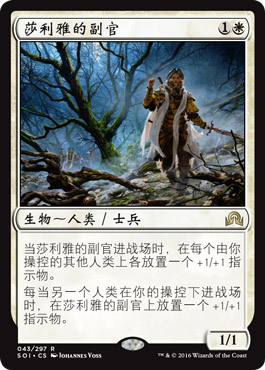 莎利雅的副官 1
生物～人类／士兵
当莎利雅的副官进战场时，在每个由你
操控的其他人类上各放置一个 +1/+1 指
示物。
每当另一个人类在你的操控下进战场
时，在莎利雅的副官上放置一个 +1/+1
指示物。
1/1
043/297 R
SOI • CS Johannes Voss
™ & © 2016 Wizards of the Coast